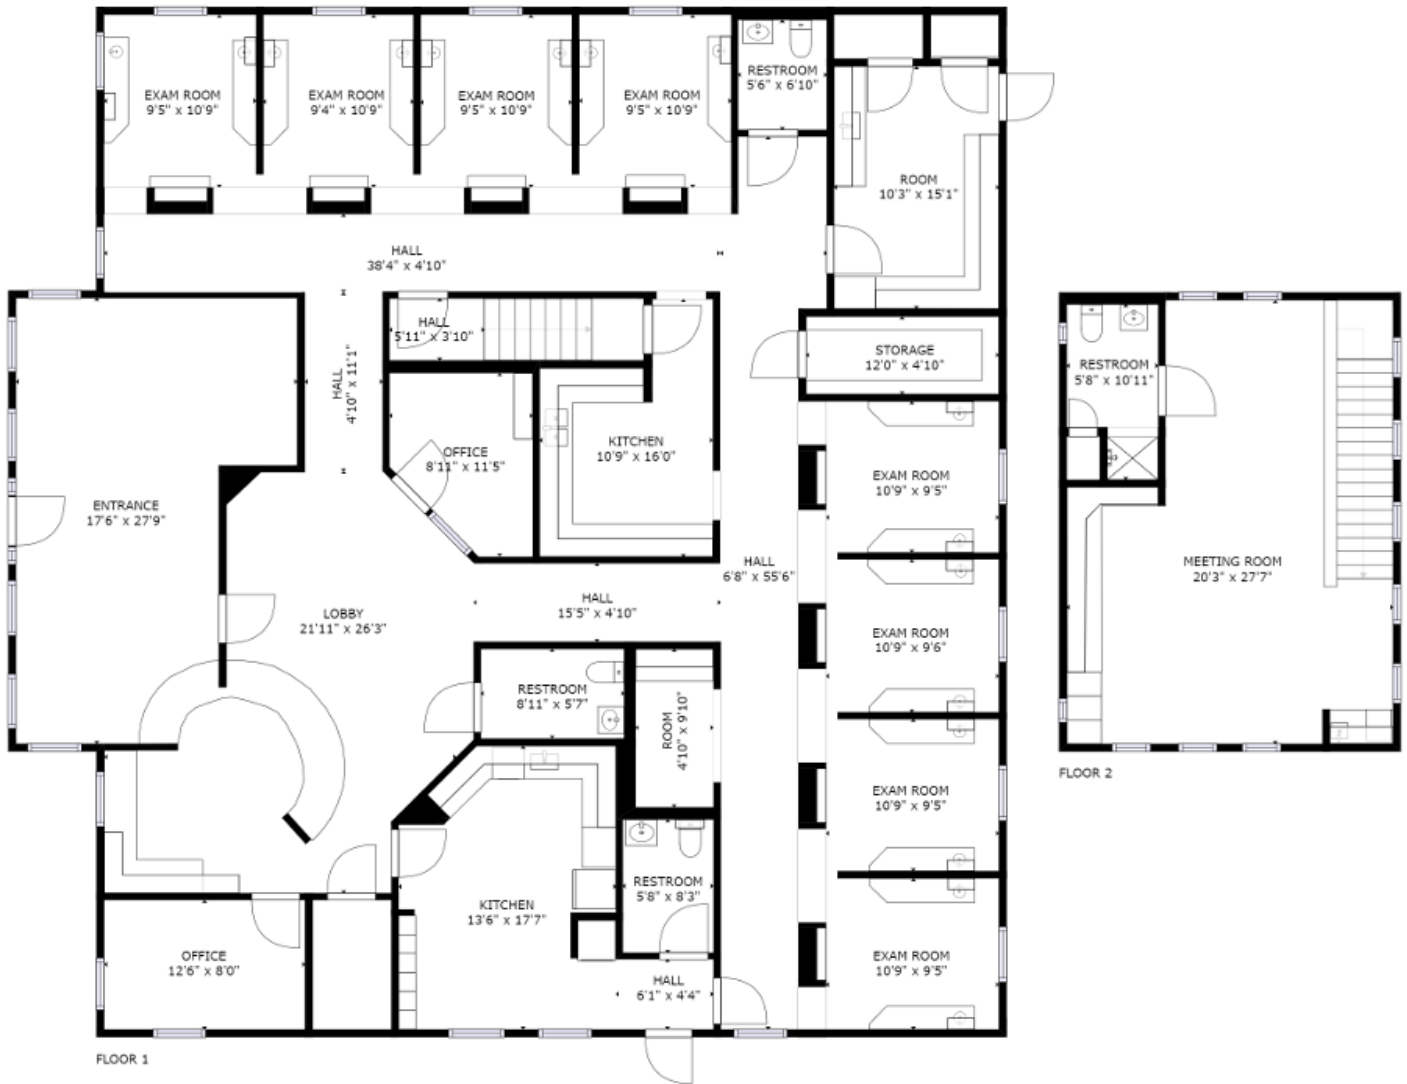 EXAM ROOM
9'5" x 10'9"
EXAM ROOM
9'4" x 10'9"
EXAM ROOM
9'5" x 10'9"
EXAM ROOM
9'5" x 10'9"
RESTROOM
5'6" x 6'10"
ROOM
10'3" x 15'1"
HALL
38'4" x 4'10"
HALL
5'11" x 3'10"
HALL
4'10" x 11'1"
STORAGE
12'0" x 4'10"
OFFICE
8'11" x 11'5"
KITCHEN
10'9" x 16'0"
EXAM ROOM
10'9" x 9'5"
ENTRANCE
17'6" x 27'9"
HALL
6'8" x 55'6"
HALL
15'5" x 4'10"
LOBBY
21'11" x 26'3"
EXAM ROOM
10'9" x 9'6"
RESTROOM
8'11" x 5'7"
ROOM
4'10" x 9'10"
EXAM ROOM
10'9" x 9'5"
RESTROOM
5'8" x 8'3"
KITCHEN
13'6" x 17'7"
OFFICE
12'6" x 8'0"
HALL
6'1" x 4'4"
EXAM ROOM
10'9" x 9'5"
FLOOR 1
RESTROOM
5'8" x 10'11"
MEETING ROOM
20'3" x 27'7"
FLOOR 2